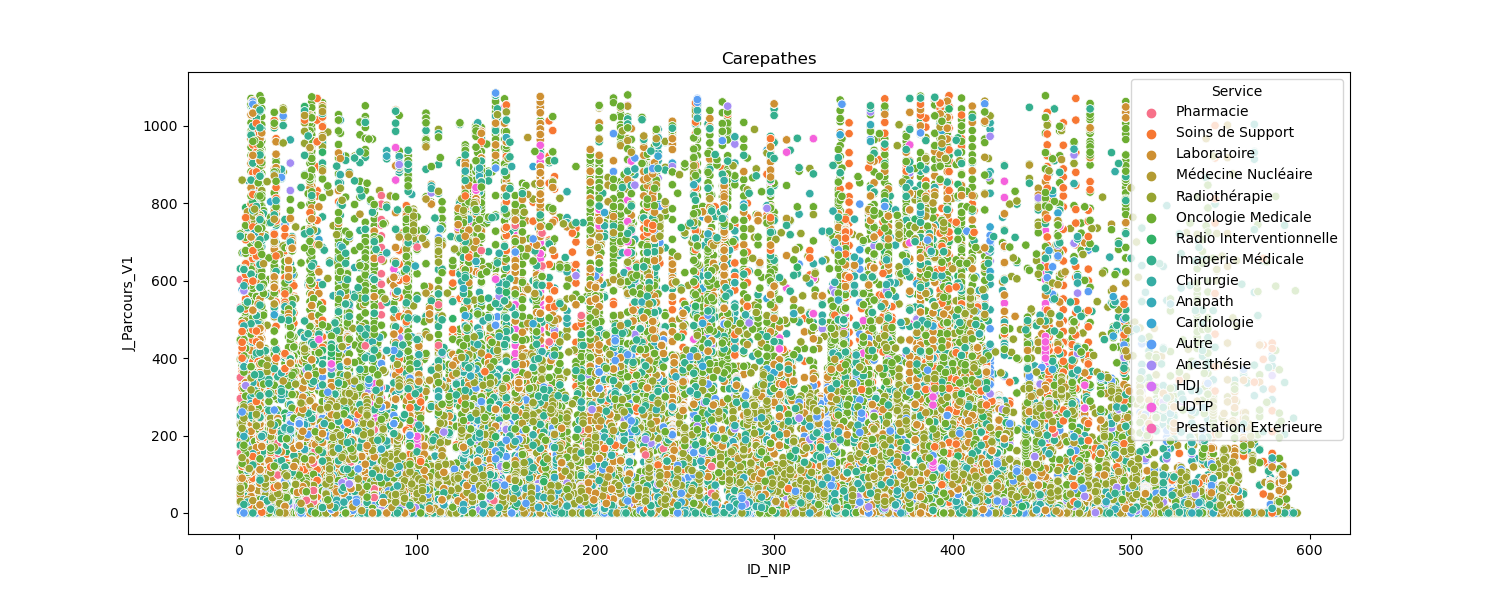 Carepathes
J_Parcours_V1
1000
800
600
400
200
0
0 100 200 300 400 500 600
ID_NIP
Service
Pharmacie
Soins de Support
Laboratoire
Médecine Nucléaire
Radiothérapie
Oncologie Medicale
Radio Interventionnelle
Imagerie Médicale
Chirurgie
Anapath
Cardiologie
Autre
Anesthésie
HDJ
UDTP
Prestation Exterieure